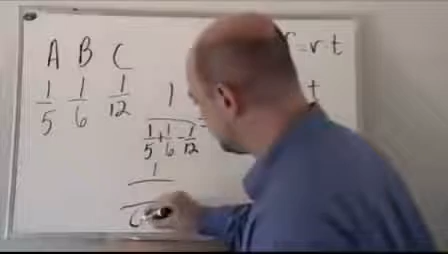 A B C
1/5 1/6 1/12
1/(1/5+1/6-1/12)
= r·t
t
1